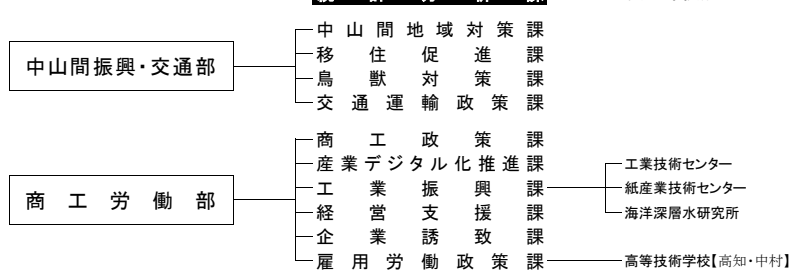 中山間振興・交通部
中山間地域対策課
移住促進課
鳥獣対策課
交通運輸政策課
商工労働部
商工政策課
産業デジタル化推進課
工業振興課
工業技術センター
紙産業技術センター
海洋深層水研究所
経営支援課
企業誘致課
雇用労働政策課
高等技術学校【高知・中村】